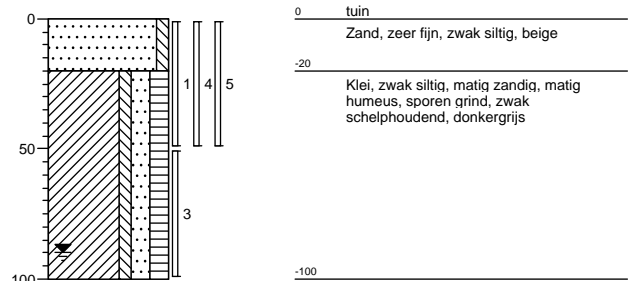 0
50
100
1
4
5
3
0 tuin
Zand, zeer fijn, zwak siltig, beige
-20
Klei, zwak siltig, matig zandig, matig
humeus, sporen grind, zwak
schelphoudend, donkergrijs
-100